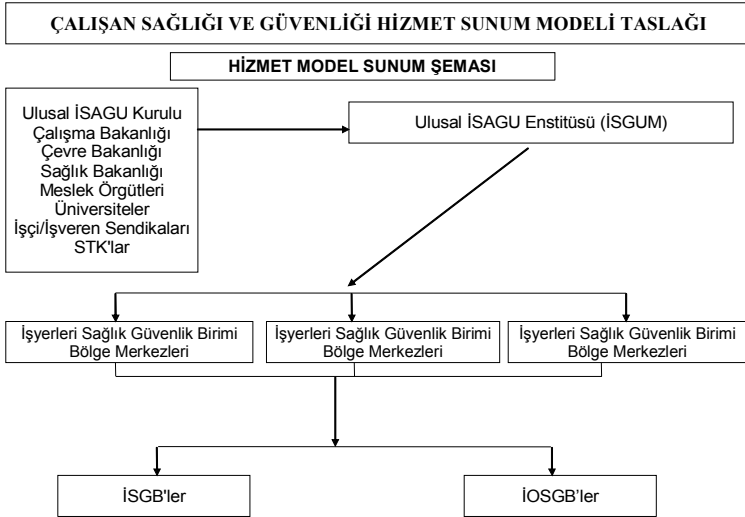 ÇALIŞAN SAĞLIĞI VE GÜVENLİĞİ HİZMET SUNUM MODELİ TASLAĞI
HİZMET MODEL SUNUM ŞEMASI
Ulusal İSAGU Kurulu
Çalışma Bakanlığı
Çevre Bakanlığı
Sağlık Bakanlığı
Meslek Örgütleri
Üniversiteler
İşçi/İşveren Sendikaları
STK'lar
Ulusal İSAGU Enstitüsü (İSGUM)
İşyerleri Sağlık Güvenlik Birimi
Bölge Merkezleri
İşyerleri Sağlık Güvenlik Birimi
Bölge Merkezleri
İşyerleri Sağlık Güvenlik Birimi
Bölge Merkezleri
İSGB'ler
İOSGB’ler